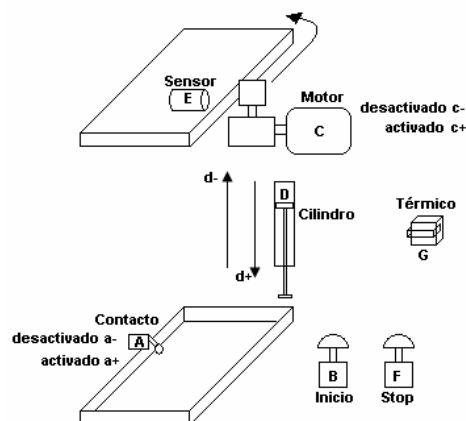 Sensor
E
Motor
C
desactivado c-
activado c+
d-
D
Cilindro
d+
Térmico
G
Contacto
desactivado a-
activado a+
A
B
F
Inicio
Stop